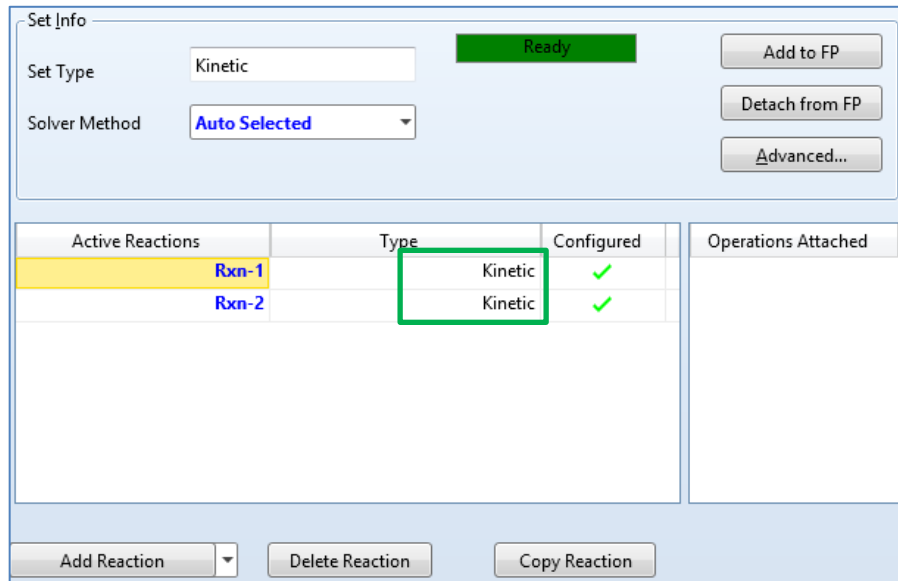 Set Info
Ready
Add to FP
Set Type
Kinetic
Detach from FP
Solver Method
Auto Selected
Advanced...
Active Reactions Type Configured Operations Attached
Rxn-1 Kinetic
Rxn-2 Kinetic
Add Reaction Delete Reaction Copy Reaction